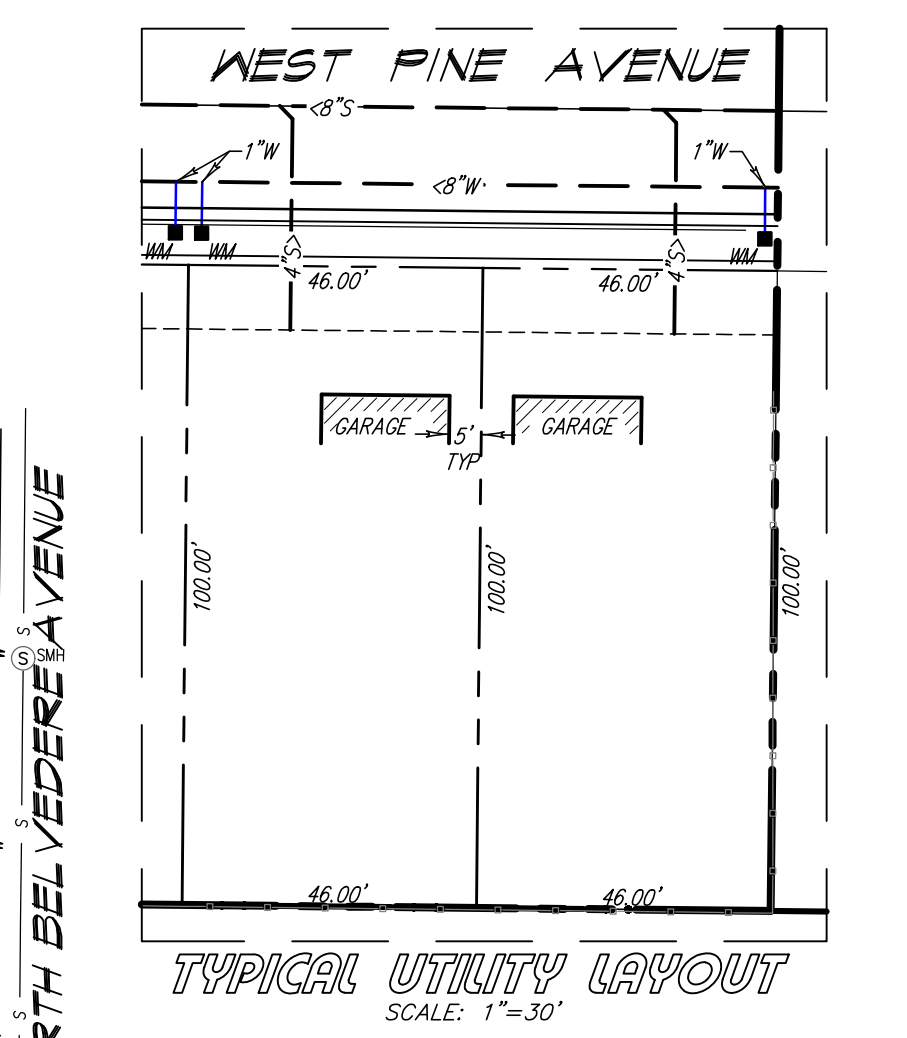 WEST PINE AVENUE
<8"S
1"W
1"W
<8"W
WM
WM
WM
4"S>
4"S>
46.00'
46.00'
GARAGE
5'
TYP
GARAGE
100.00'
100.00'
100.00'
46.00'
46.00'
TYPICAL UTILITY LAYOUT
SCALE: 1"=30'
S
S SMH
S
S
RTH BELVEDERE AVENUE